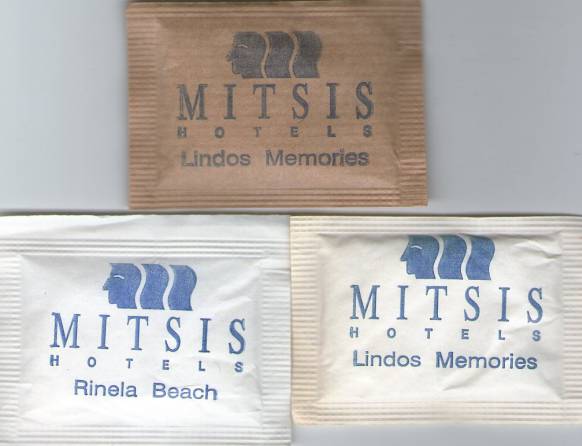 MITSIS
HOTELS
Lindos Memories
MITSIS
HOTELS
Rinela Beach
MITSIS
HOTELS
Lindos Memories